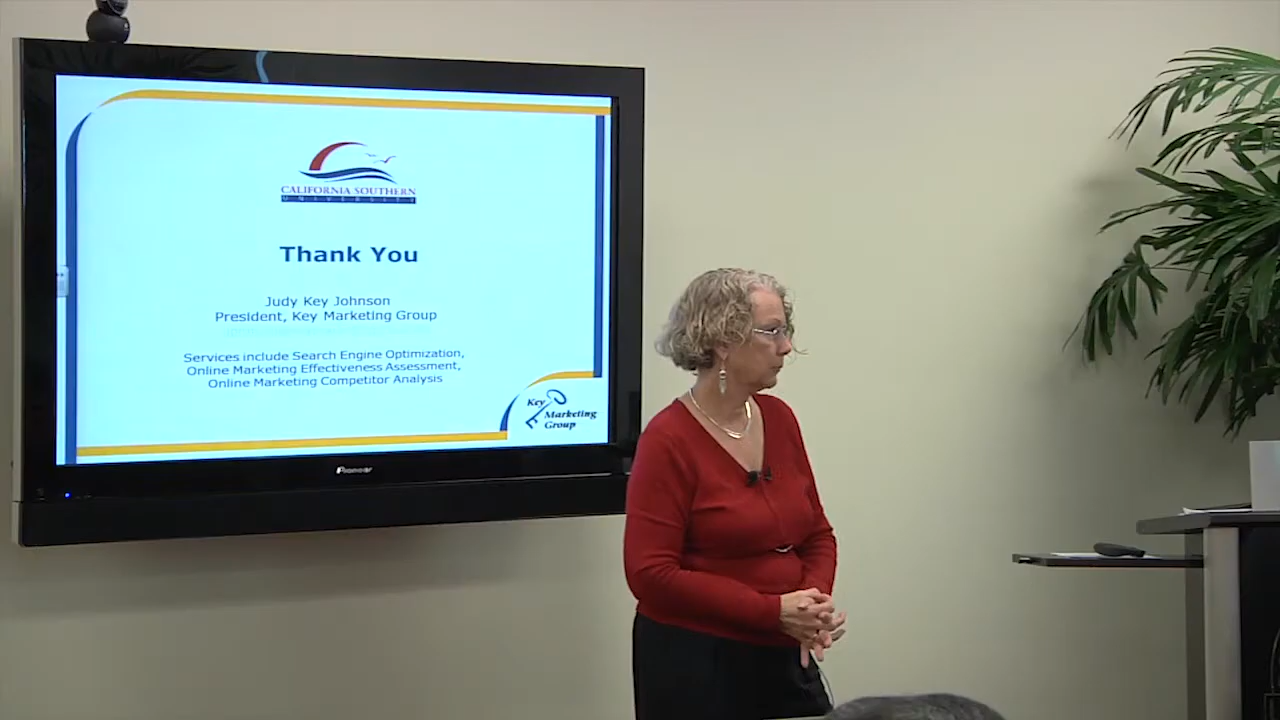 CALIFORNIA SOUTHERN
UNIVERSITY
Thank You
Judy Key Johnson
President, Key Marketing Group
Services include Search Engine Optimization,
Online Marketing Effectiveness Assessment,
Online Marketing Competitor Analysis
Key
Marketing
Group
Pioneer